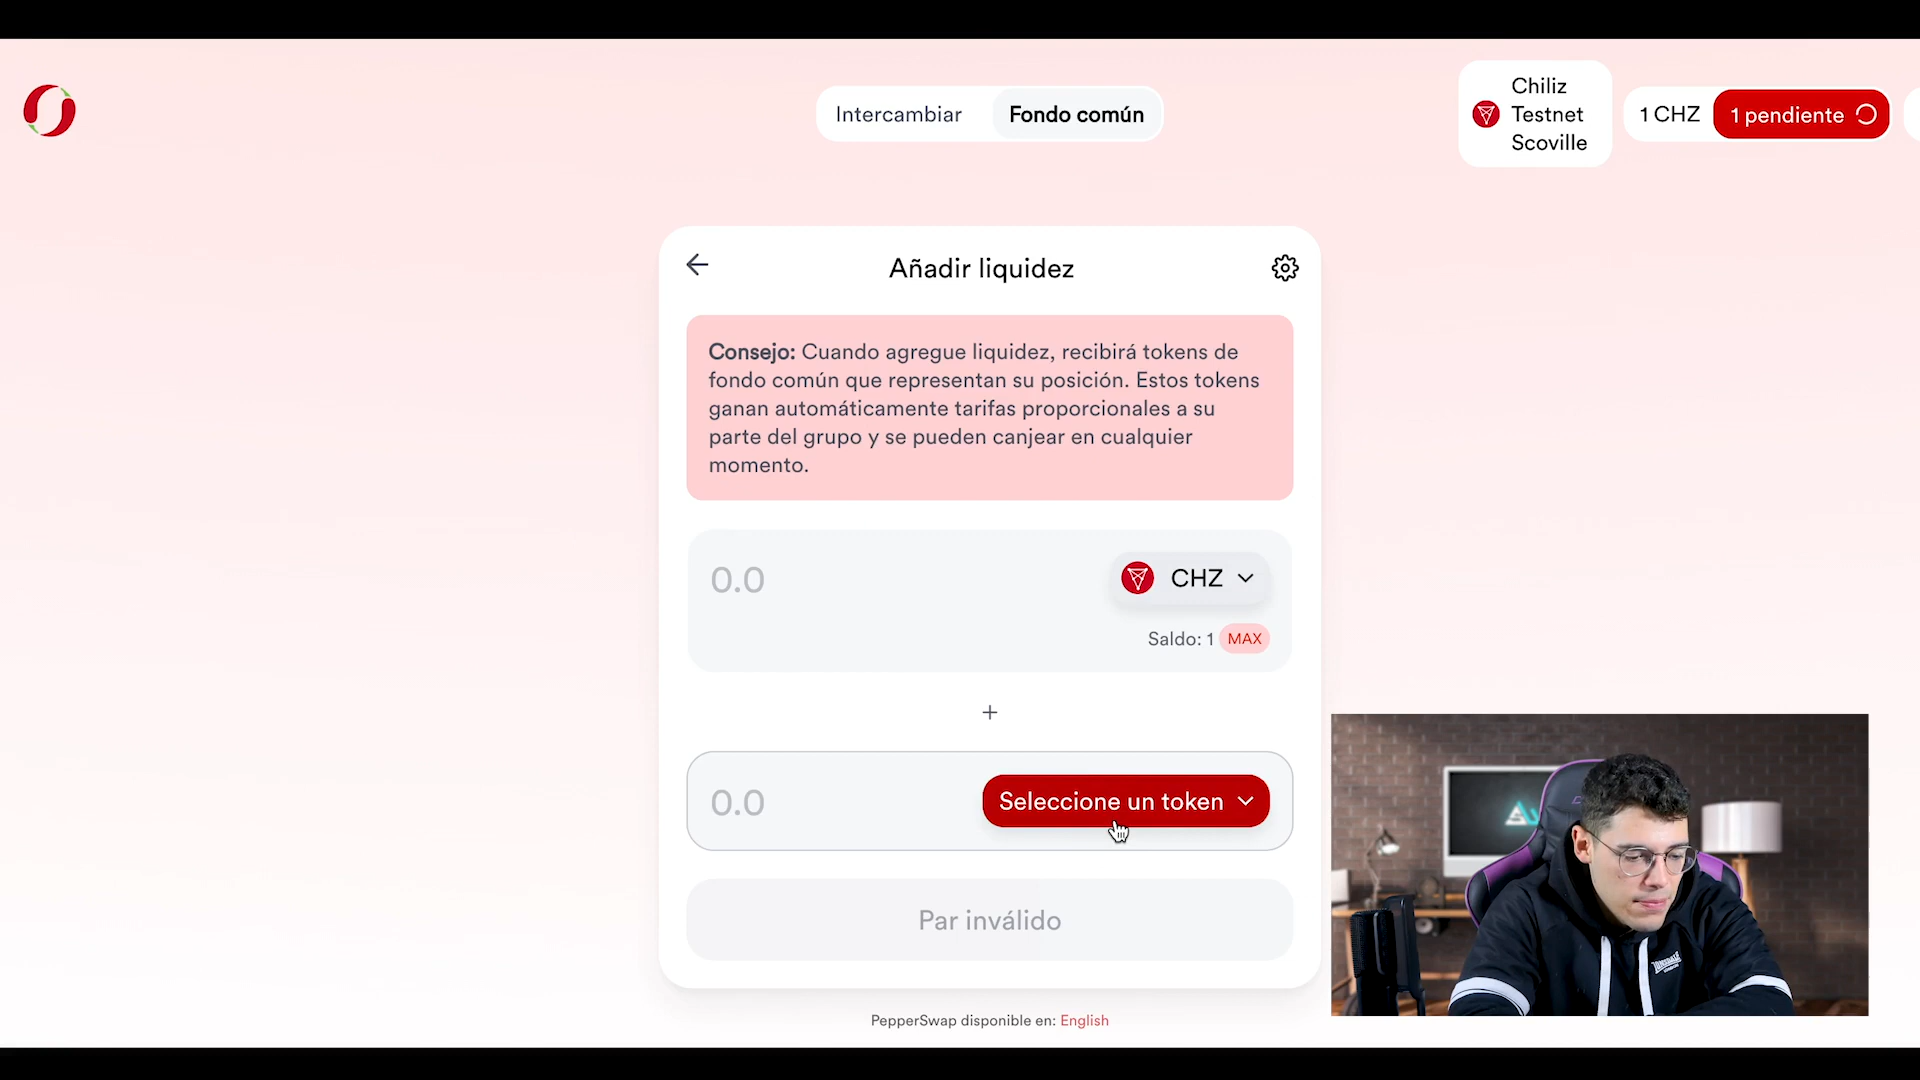 Intercambiar
Fondo común
Chiliz
Testnet
Scoville
1 CHZ
1 pendiente
Añadir liquidez
Consejo: Cuando agregue liquidez, recibirá tokens de
fondo común que representan su posición. Estos tokens
ganan automáticamente tarifas proporcionales a su
parte del grupo y se pueden canjear en cualquier
momento.
0.0
CHZ
Saldo: 1
MAX
+
0.0
Seleccione un token
Par inválido
PepperSwap disponible en: English
LONSDALE